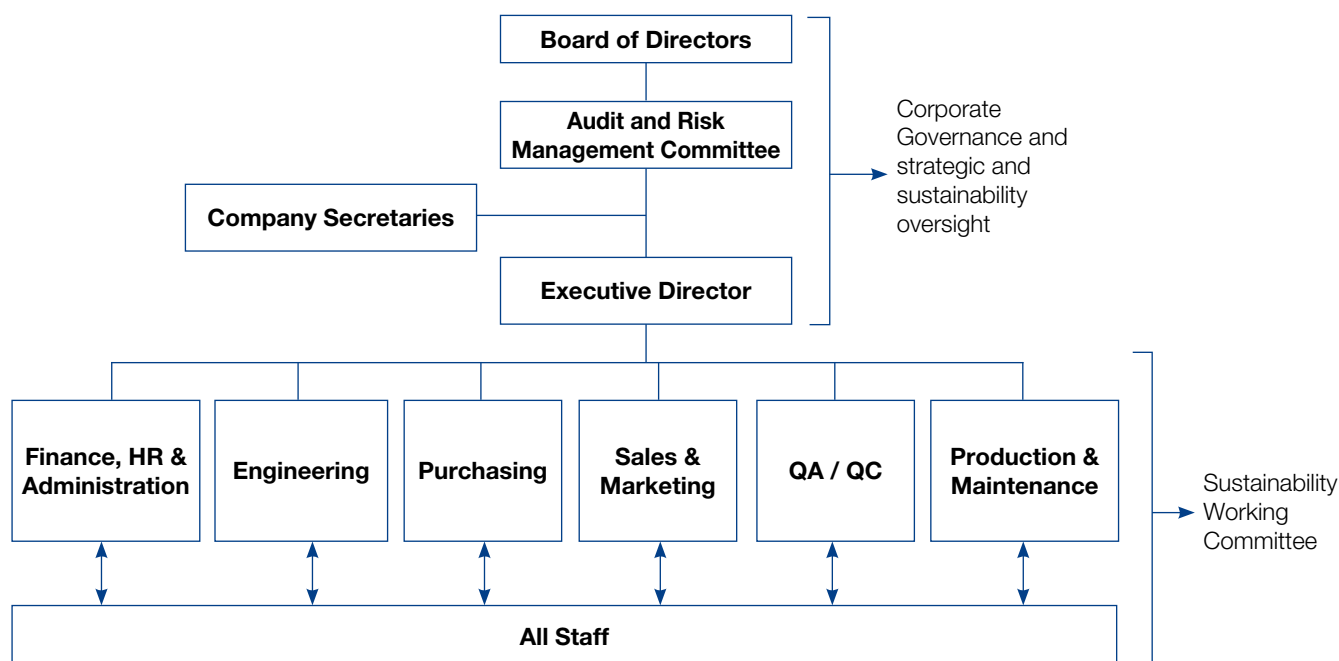 Board of Directors
Audit and Risk
Management Committee
Corporate
Governance and
strategic and
sustainability
oversight
Company Secretaries
Executive Director
Finance, HR &
Administration
Engineering
Purchasing
Sales &
Marketing
QA / QC
Production &
Maintenance
Sustainability
Working
Committee
All Staff